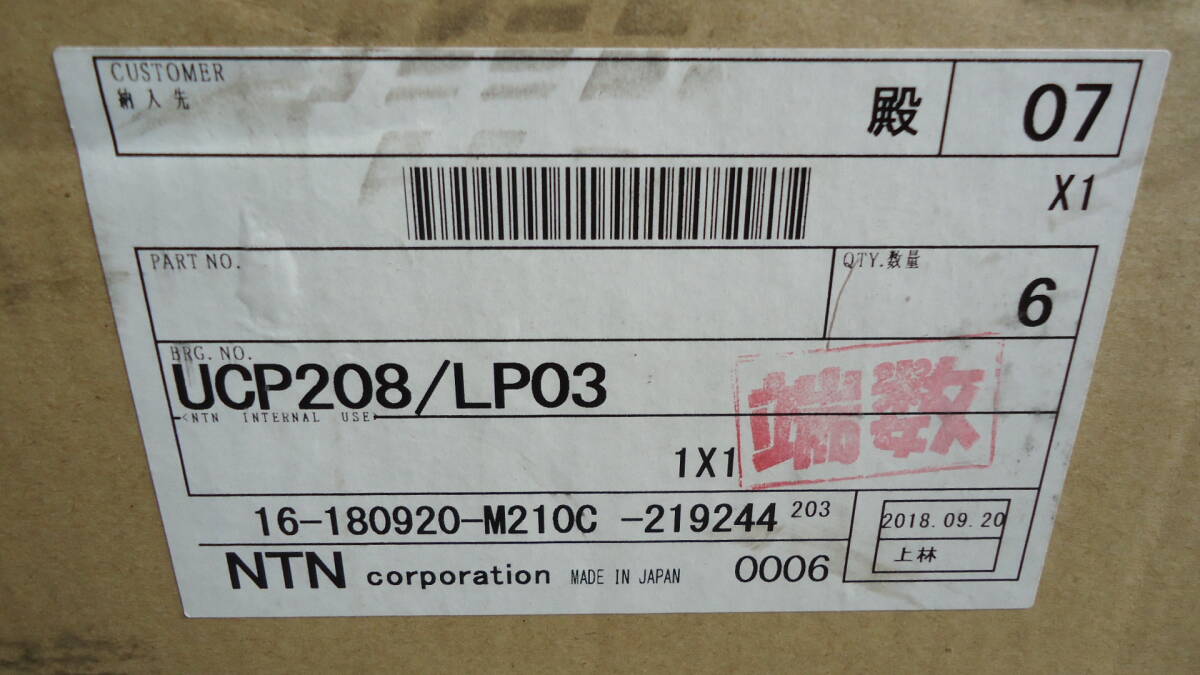 CUSTOMER
納入先
殿
07
X1
PART NO.
QTY.数量
6
BRG. NO.
UCP208/LP03
<NTN INTERNAL USE>
端数
1X1
16-180920-M210C -219244 203
2018.09.20
上林
NTN corporation MADE IN JAPAN 0006